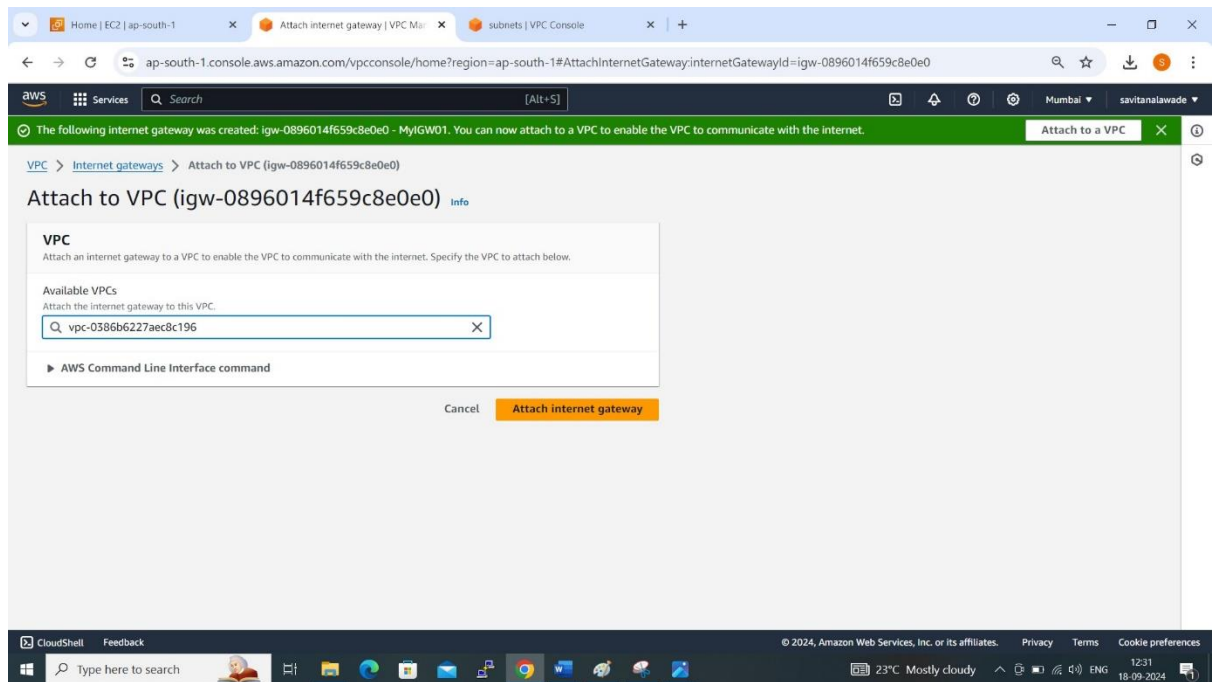 Home | EC2 | ap-south-1
Attach internet gateway | VPC Mar
subnets | VPC Console
ap-south-1.console.aws.amazon.com/vpcconsole/home?region=ap-south-1#AttachInternetGateway:internetGatewayId=igw-0896014f659c8e0e0
S
aws Services Search [Alt+S] Mumbai ▼ savitanalawade ▼
The following internet gateway was created: igw-0896014f659c8e0e0 - MyIGW01. You can now attach to a VPC to enable the VPC to communicate with the internet. Attach to a VPC
VPC > Internet gateways > Attach to VPC (igw-0896014f659c8e0e0)
Attach to VPC (igw-0896014f659c8e0e0) Info
VPC
Attach an internet gateway to a VPC to enable the VPC to communicate with the internet. Specify the VPC to attach below.
Available VPCs
Attach the internet gateway to this VPC.
vpc-0386b6227aec8c196
▶ AWS Command Line Interface command
Cancel Attach internet gateway
CloudShell Feedback © 2024, Amazon Web Services, Inc. or its affiliates. Privacy Terms Cookie preferences
Type here to search 23°C Mostly cloudy ENG 12:31
18-09-2024